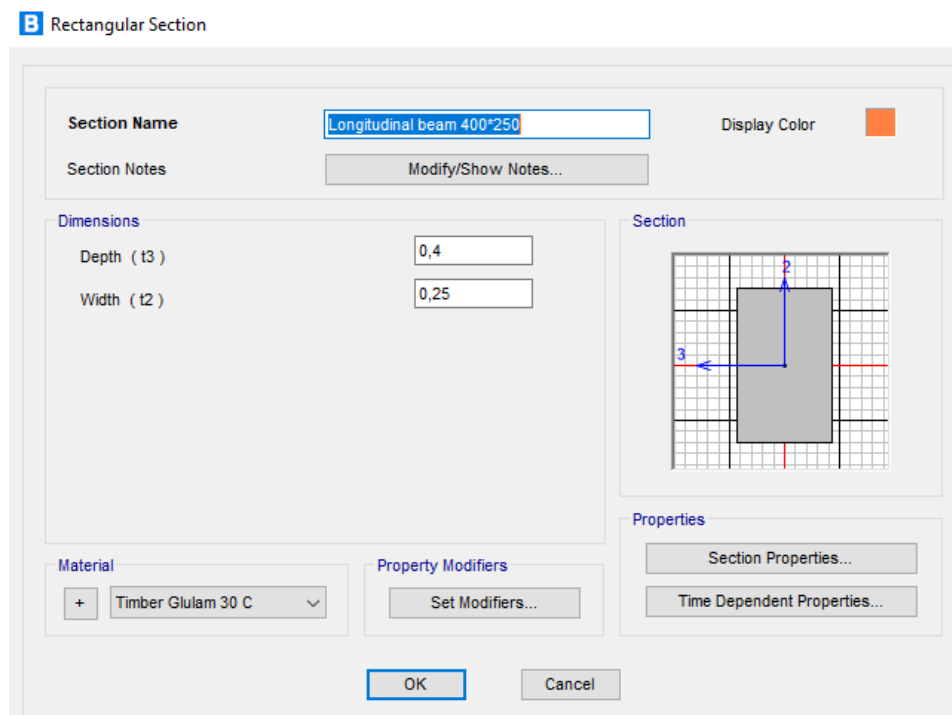 B Rectangular Section
Section Name Longitudinal beam 400*250 Display Color
Section Notes Modify/Show Notes...
Dimensions
Depth ( t3 ) 0,4
Width ( t2 ) 0,25
Section
2
3
Properties
Section Properties...
Time Dependent Properties...
Material
+ Timber Glulam 30 C
Property Modifiers
Set Modifiers...
OK Cancel